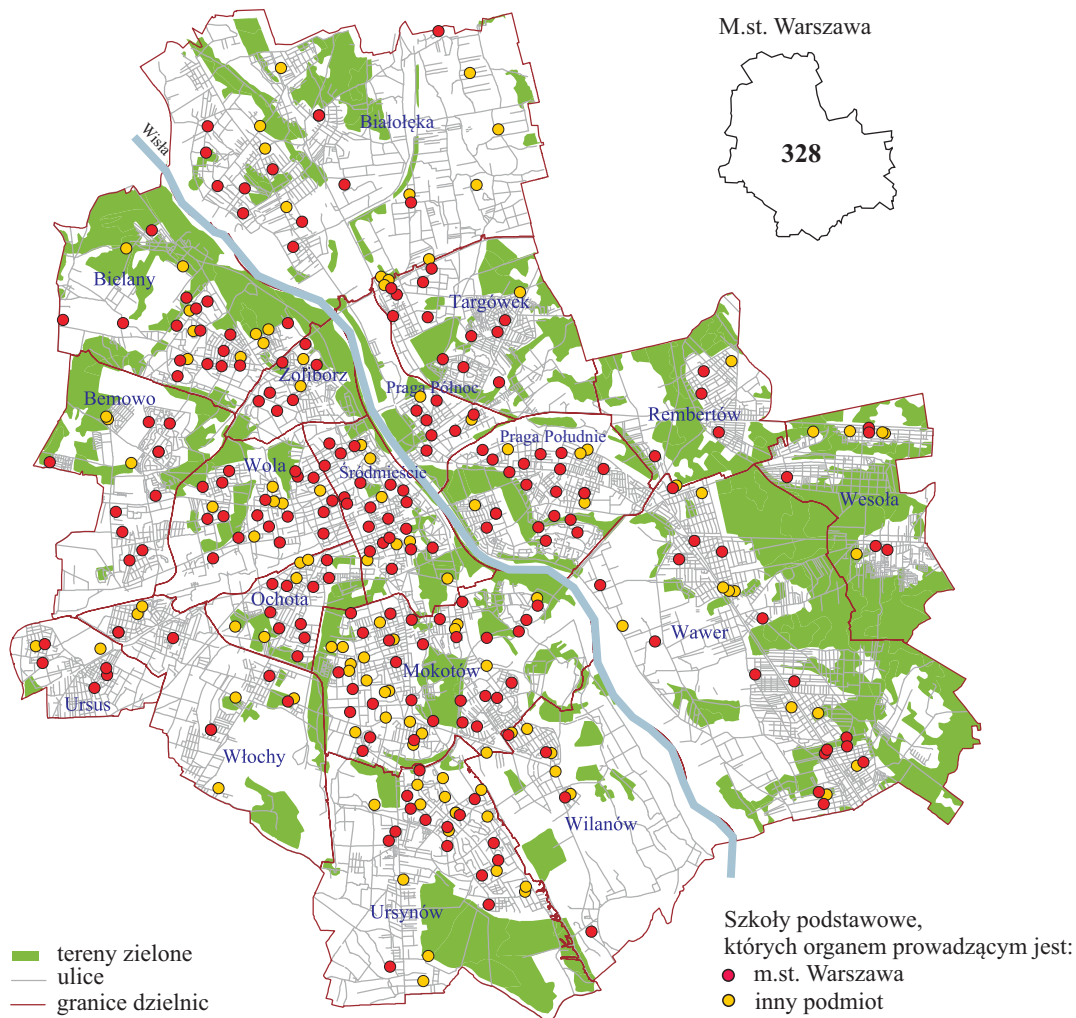 M.st. Warszawa
328
Wisła
Białołęka
Bielany
Targówek
Żoliborz
Praga Północ
Bemowo
Rembertów
Praga Południe
Wola
Śródmieście
Wesoła
Ochota
Wawer
Mokotów
Ursus
Włochy
Wilanów
Ursynów
tereny zielone
ulice
granice dzielnic
Szkoły podstawowe,
których organem prowadzącym jest:
m.st. Warszawa
inny podmiot